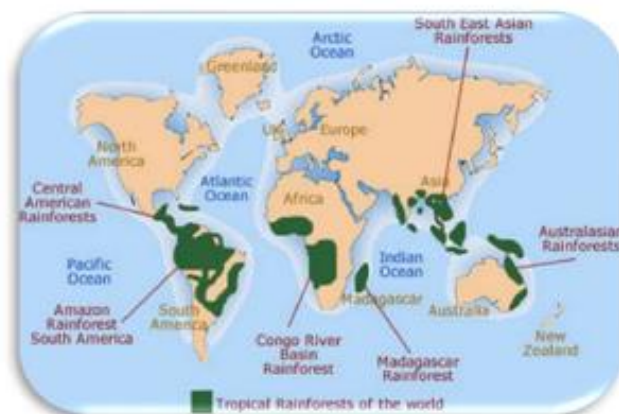 South East Asian
Rainforests
Arctic
Ocean
Greenland
UK
Europe
North
America
Asia
Atlantic
Ocean
Central
American
Rainforests
Africa
Australasian
Rainforests
Pacific
Ocean
Indian
Ocean
Madagascar
Amazon
Rainforest
South America
South
America
Australia
Congo River
Basin
Rainforest
Madagascar
Rainforest
New
Zealand
Tropical Rainforests of the world